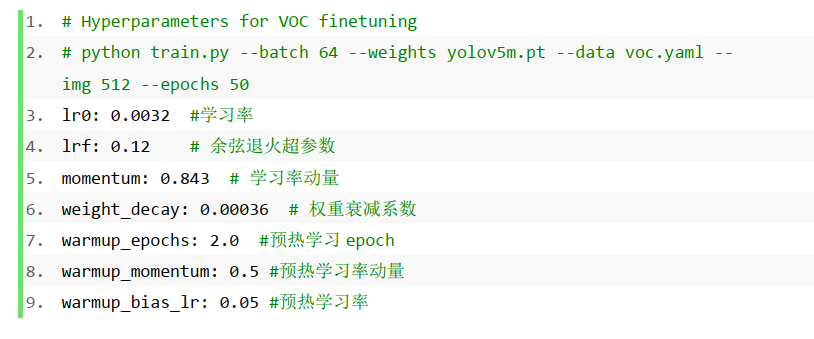 1. # Hyperparameters for VOC finetuning
2. # python train.py --batch 64 --weights yolov5m.pt --data voc.yaml --
img 512 --epochs 50
3. lr0: 0.0032  #学习率
4. lrf: 0.12    # 余弦退火超参数
5. momentum: 0.843  # 学习率动量
6. weight_decay: 0.00036  # 权重衰减系数
7. warmup_epochs: 2.0  #预热学习 epoch
8. warmup_momentum: 0.5 #预热学习率动量
9. warmup_bias_lr: 0.05 #预热学习率